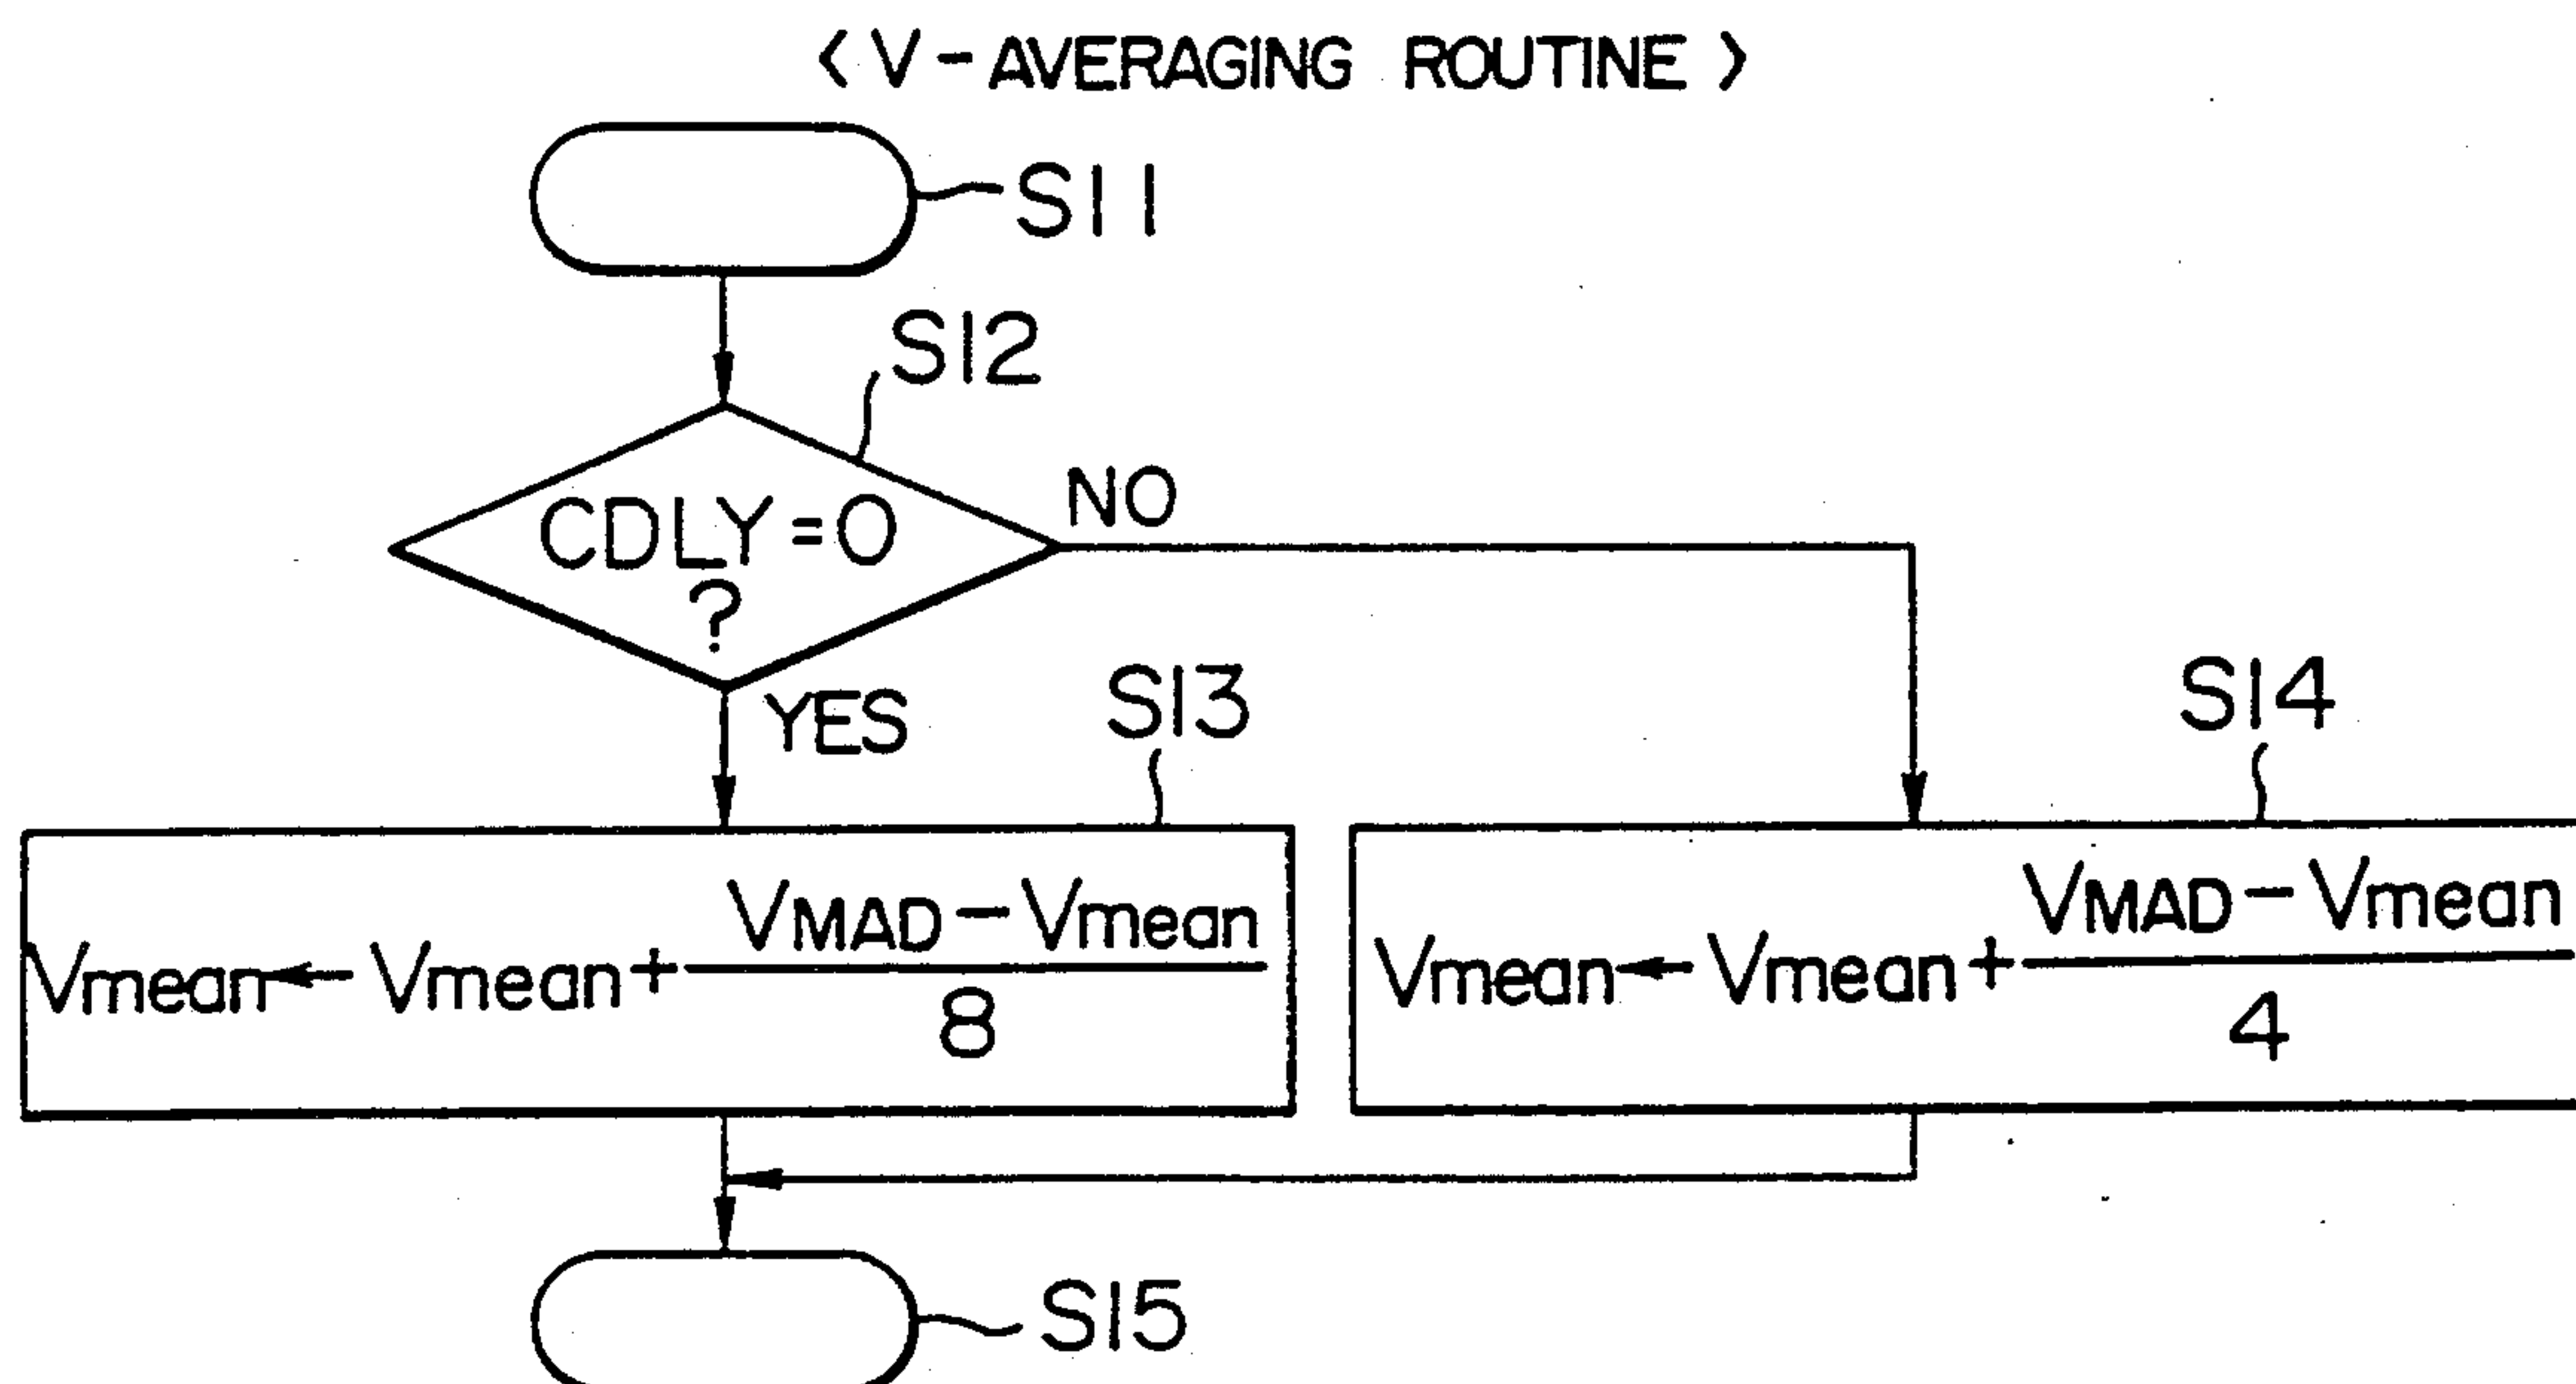 < V-AVERAGING ROUTINE >
S11
S12
CDLY=0
?
NO
YES
S13
S14
Vmean← Vmean+ VMAD-Vmean
8
Vmean← Vmean+ VMAD-Vmean
4
S15